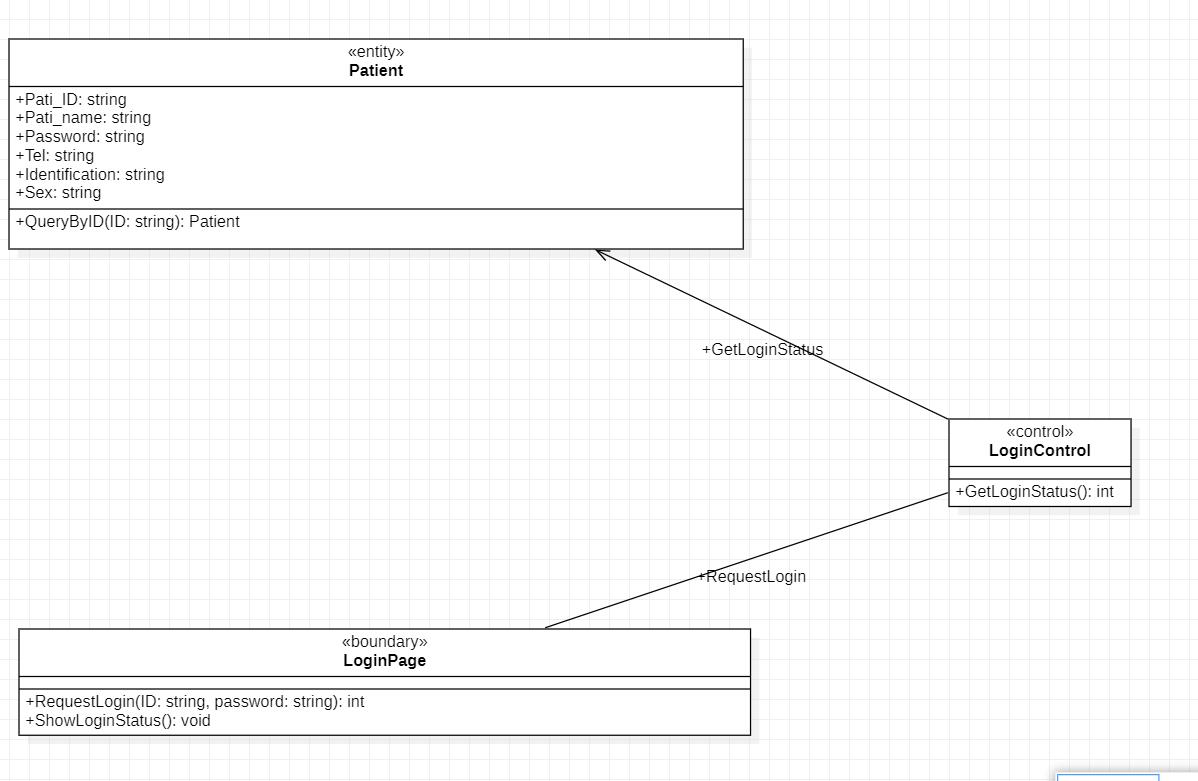 «entity»
Patient
+Pati_ID: string
+Pati_name: string
+Password: string
+Tel: string
+Identification: string
+Sex: string
+QueryByID(ID: string): Patient
+GetLoginStatus
«control»
LoginControl
+GetLoginStatus(): int
+RequestLogin
«boundary»
LoginPage
+RequestLogin(ID: string, password: string): int
+ShowLoginStatus(): void